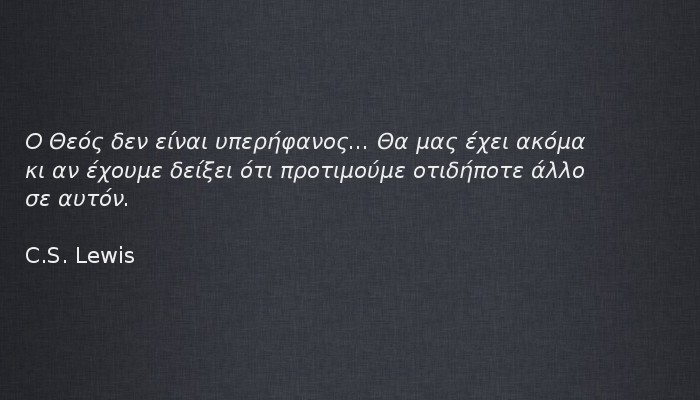 Ο Θεός δεν είναι υπερήφανος... Θα μας έχει ακόμα
κι αν έχουμε δείξει ότι προτιμούμε οτιδήποτε άλλο
σε αυτόν.
C.S. Lewis